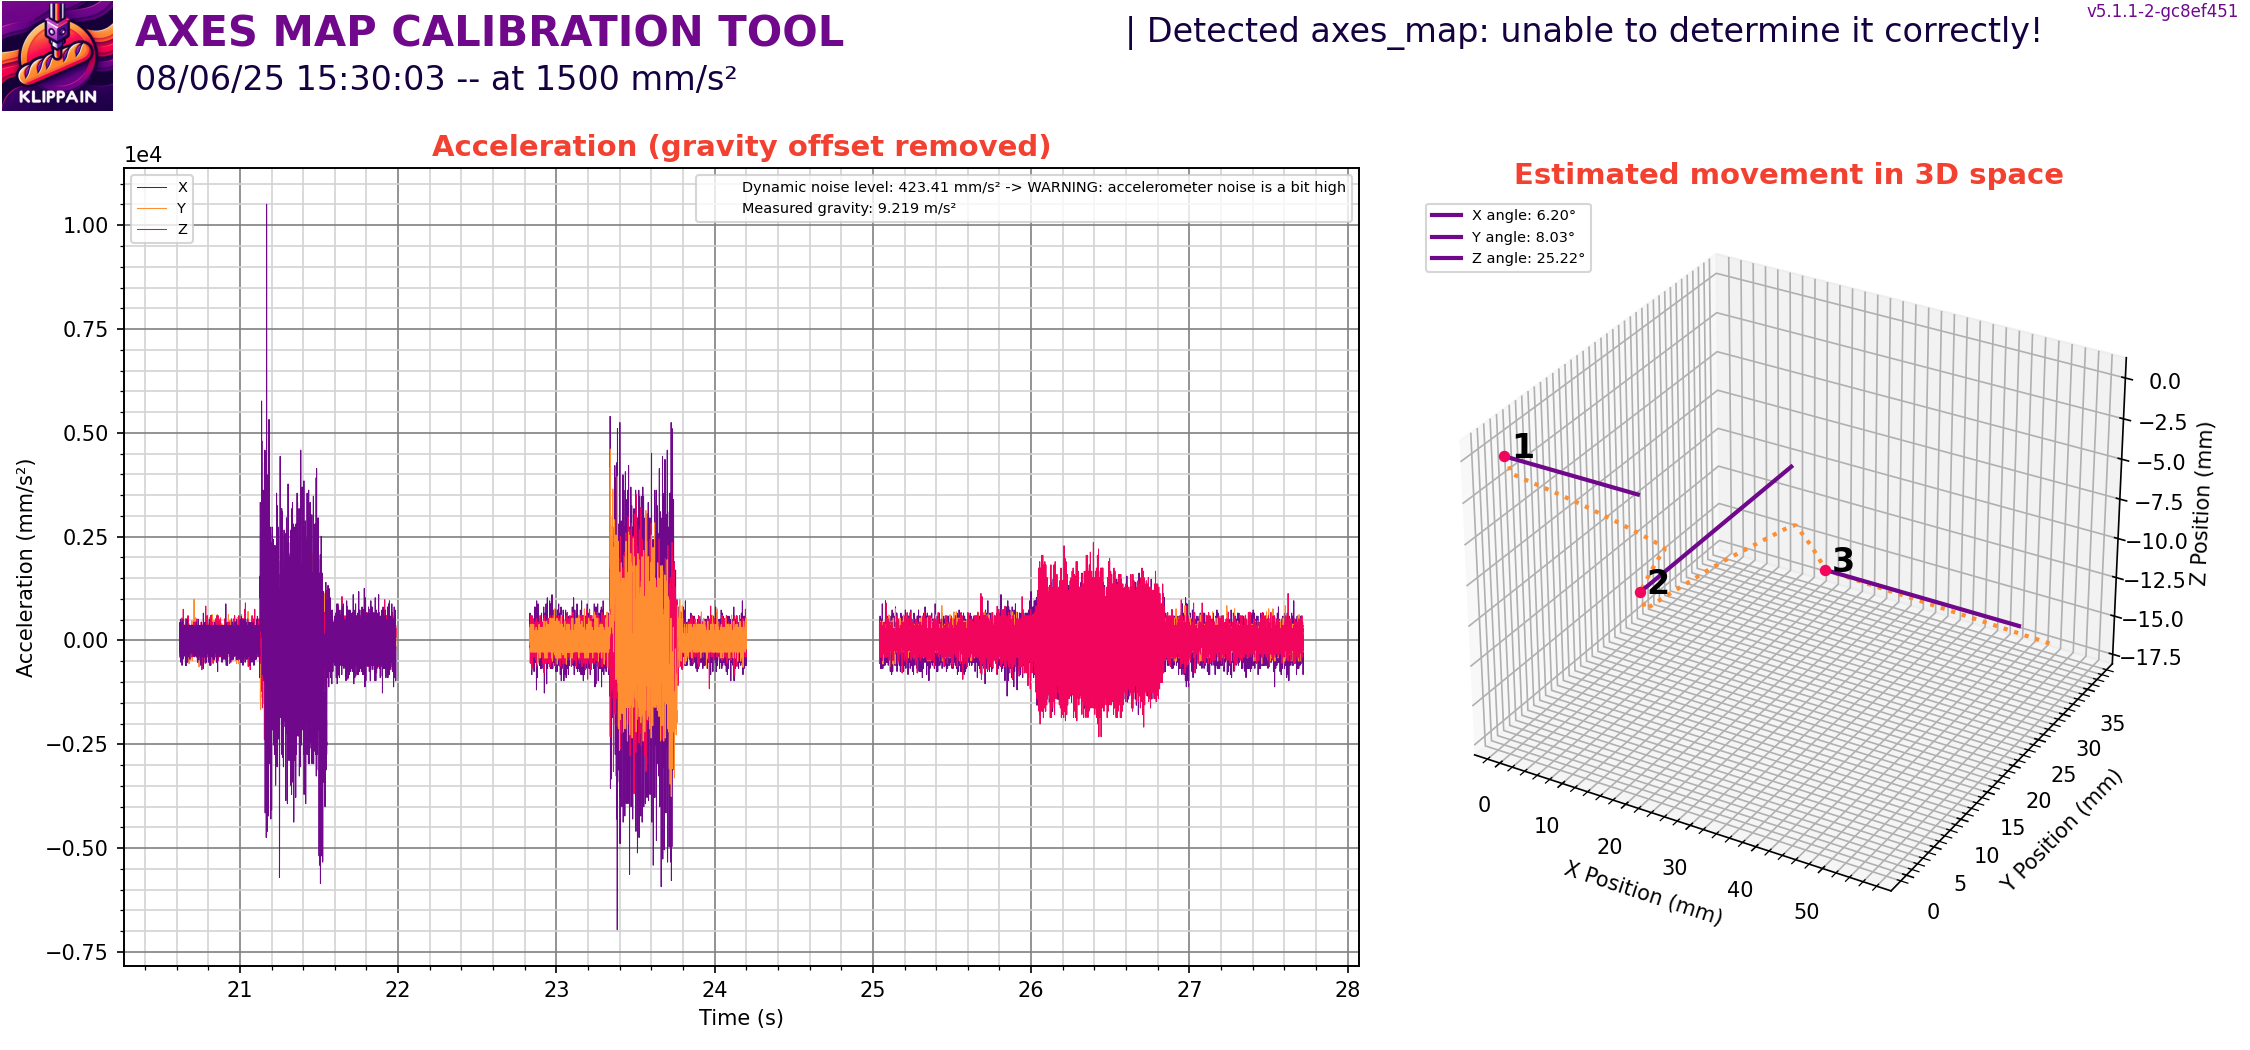 KLIPPAIN
AXES MAP CALIBRATION TOOL
08/06/25 15:30:03 -- at 1500 mm/s²
| Detected axes_map: unable to determine it correctly!
v5.1.1-2-gc8ef451
Acceleration (gravity offset removed)
1e4
X
Y
Z
Dynamic noise level: 423.41 mm/s² -> WARNING: accelerometer noise is a bit high
Measured gravity: 9.219 m/s²
1.00
0.75
0.50
0.25
0.00
−0.25
−0.50
−0.75
Acceleration (mm/s²)
21
22
23
24
25
26
27
28
Time (s)
Estimated movement in 3D space
X angle: 6.20°
Y angle: 8.03°
Z angle: 25.22°
1
2
3
0.0
−2.5
−5.0
−7.5
−10.0
−12.5
−15.0
−17.5
Z Position (mm)
0
10
20
30
40
50
X Position (mm)
0
5
10
15
20
25
30
35
Y Position (mm)